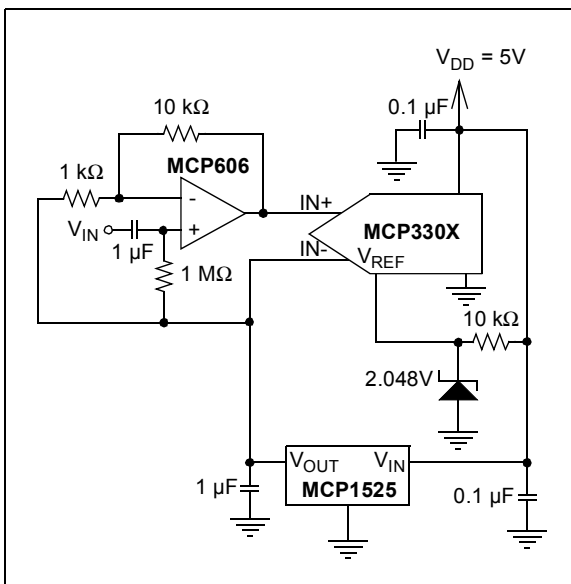 V_DD = 5V
0.1 µF
10 kΩ
MCP606
1 kΩ
-
+
V_IN
1 µF
1 MΩ
IN+
IN-
MCP330X
V_REF
10 kΩ
2.048V
V_OUT
V_IN
MCP1525
1 µF
0.1 µF